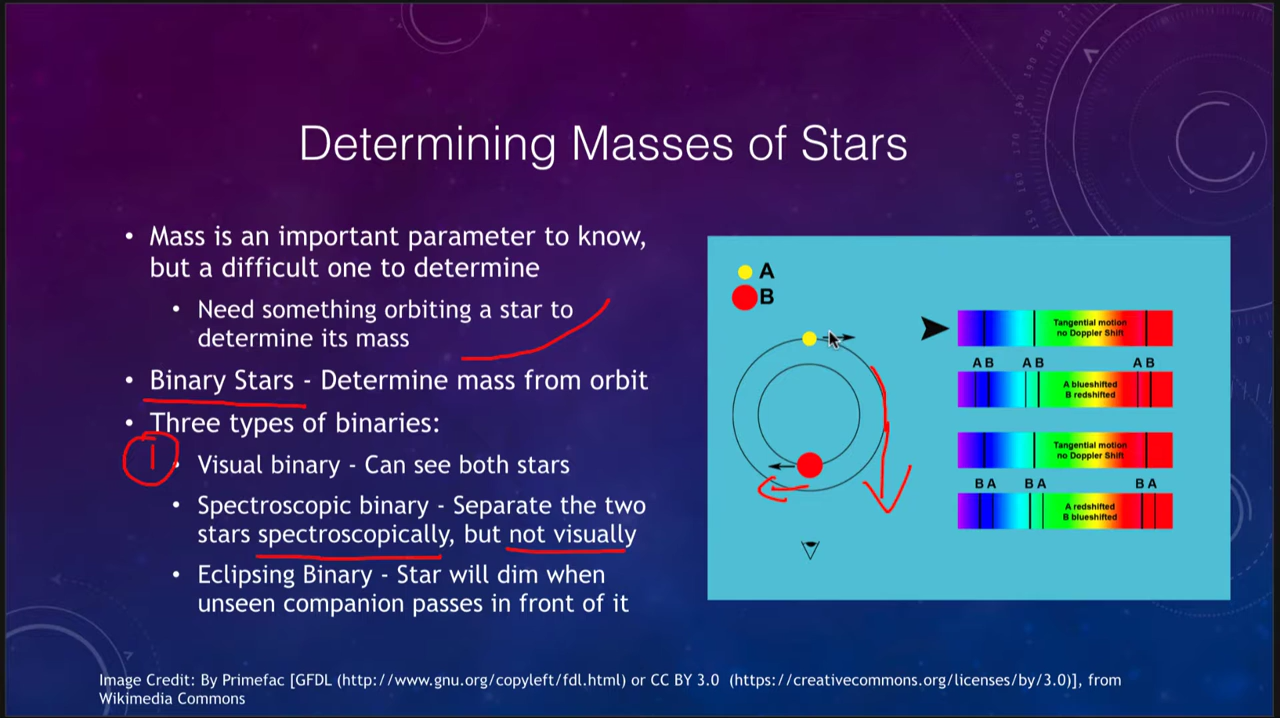 Determining Masses of Stars
• Mass is an important parameter to know,
but a difficult one to determine
• Need something orbiting a star to
determine its mass
• Binary Stars - Determine mass from orbit
• Three types of binaries:
1
• Visual binary - Can see both stars
• Spectroscopic binary - Separate the two
stars spectroscopically, but not visually
• Eclipsing Binary - Star will dim when
unseen companion passes in front of it
A
B
Tangential motion
no Doppler Shift
A B A B A B
A blueshifted
B redshifted
Tangential motion
no Doppler Shift
B A B A B A
A redshifted
B blueshifted
Image Credit: By Primefac [GFDL (http://www.gnu.org/copyleft/fdl.html) or CC BY 3.0 (https://creativecommons.org/licenses/by/3.0)], from
Wikimedia Commons